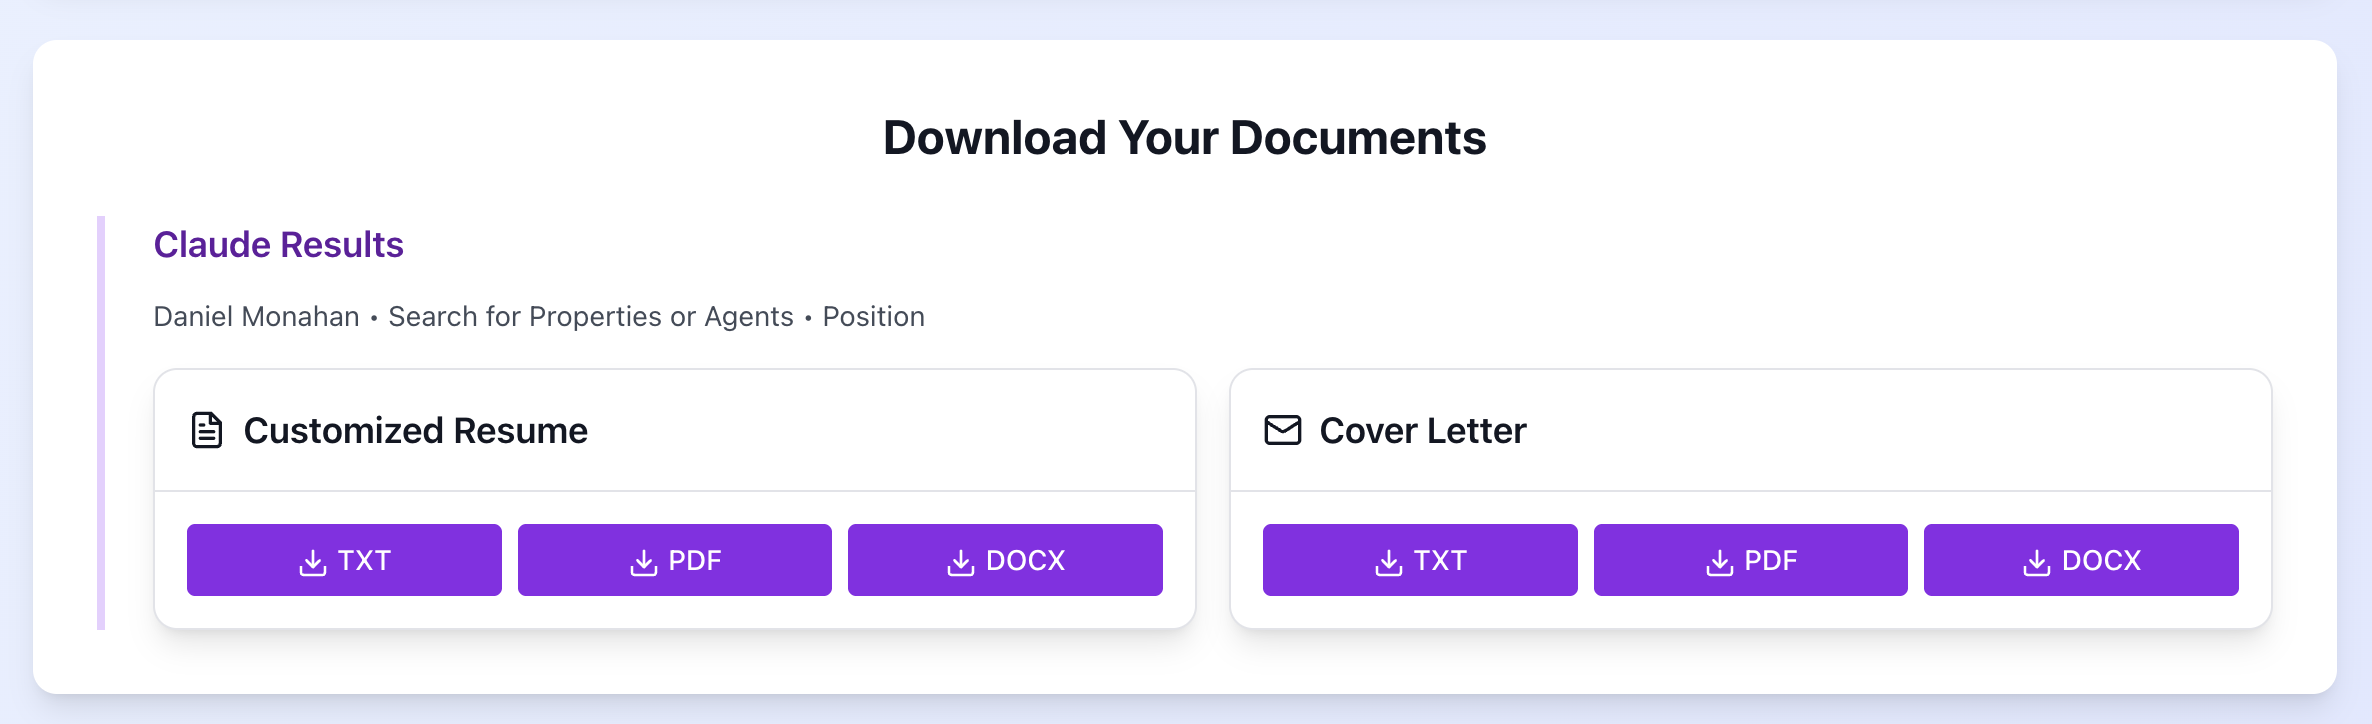 Download Your Documents
Claude Results
Daniel Monahan • Search for Properties or Agents • Position
Customized Resume
TXT
PDF
DOCX
Cover Letter
TXT
PDF
DOCX